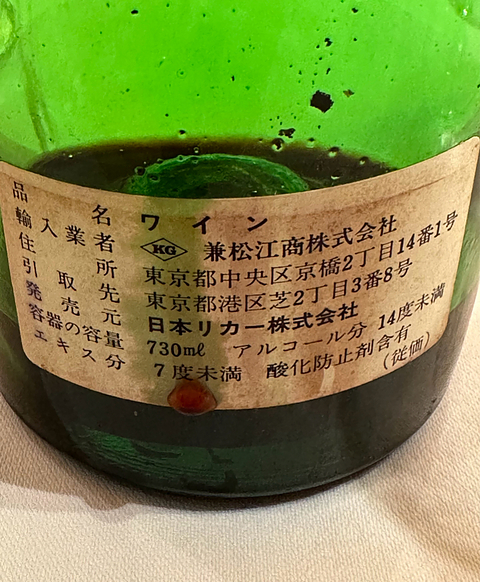 品名 ワイン
輸入業者 KG 兼松江商株式会社
住所 東京都中央区京橋2丁目14番1号
引取先 東京都港区芝2丁目3番8号
発売元 日本リカー株式会社
容器の容量 730ml アルコール分 14度未満
エキス分 7度未満 酸化防止剤含有
(従価)